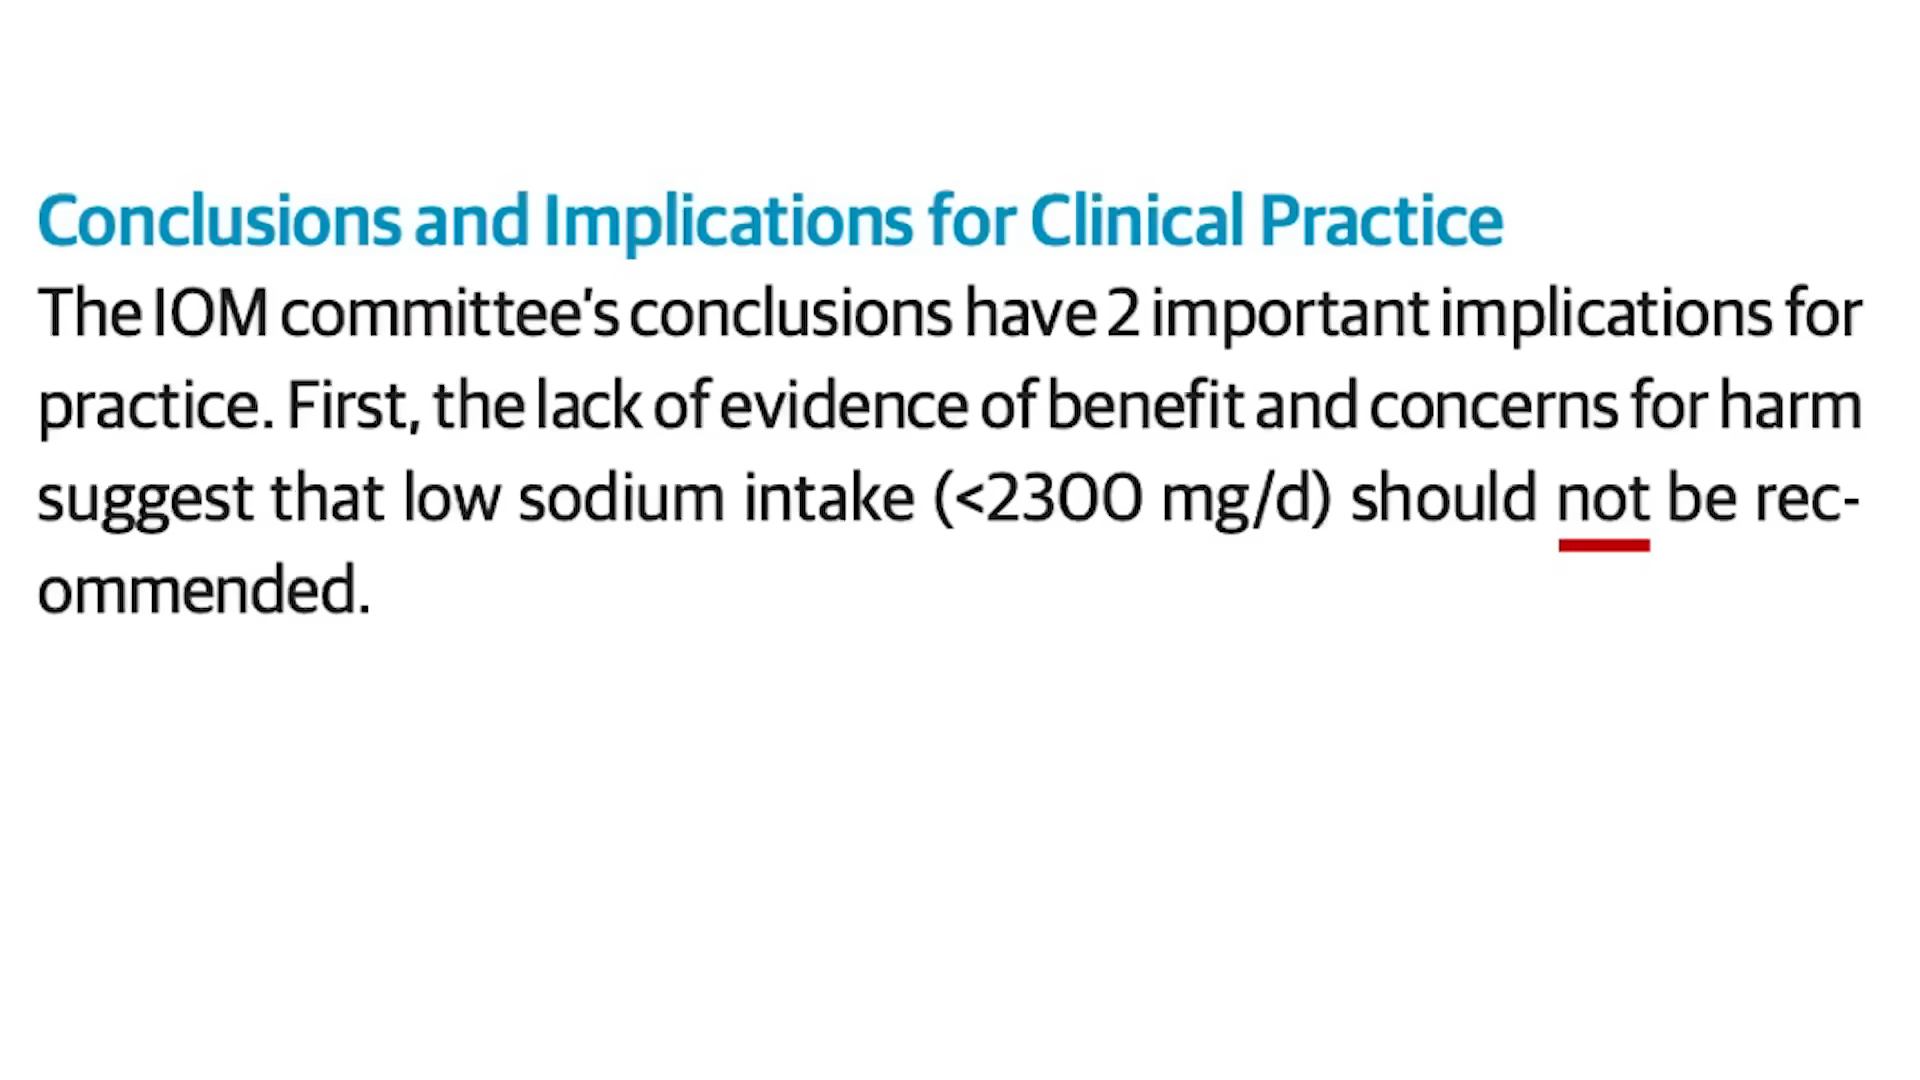 Conclusions and Implications for Clinical Practice
The IOM committee's conclusions have 2 important implications for
practice. First, the lack of evidence of benefit and concerns for harm
suggest that low sodium intake (<2300 mg/d) should not be rec-
ommended.